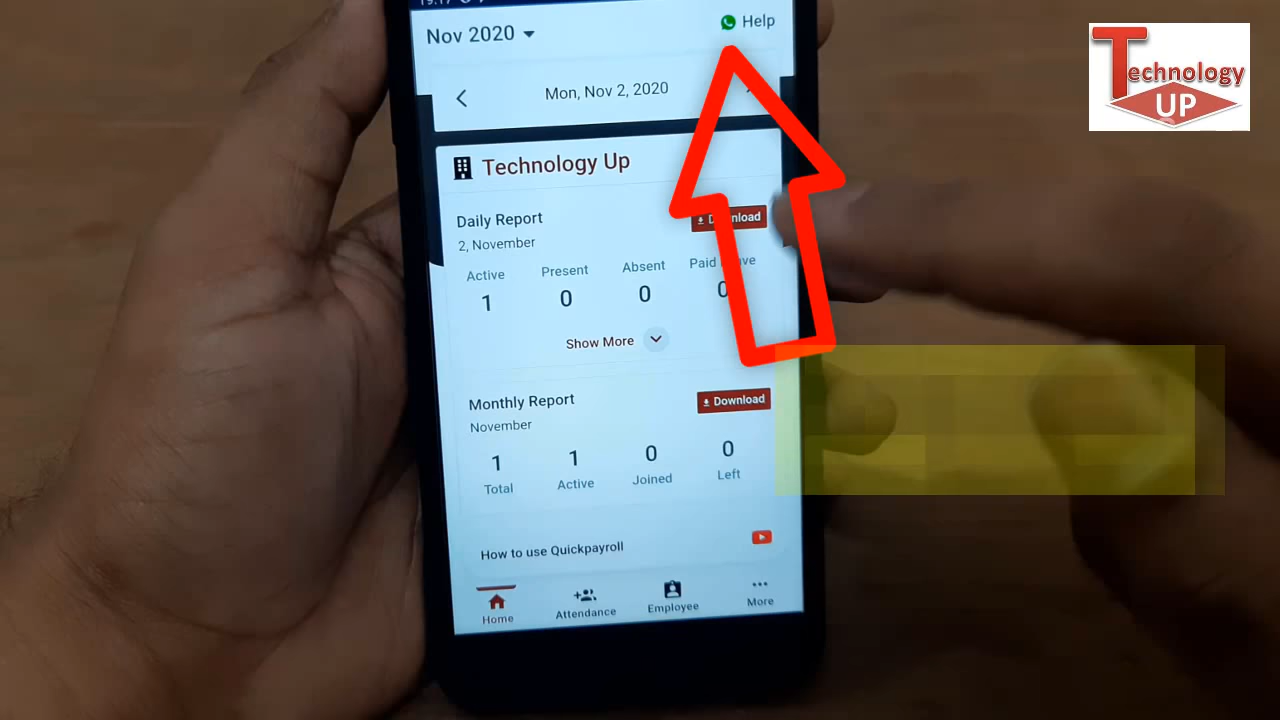 Nov 2020
Help
Mon, Nov 2, 2020
Technology
UP
Technology Up
Daily Report
Download
2, November
Active Present Absent Paid
1 0 0 0
Show More
Monthly Report
Download
November
1 1 0 0
Total Active Joined Left
How to use Quickpayroll
Home Attendance Employee More